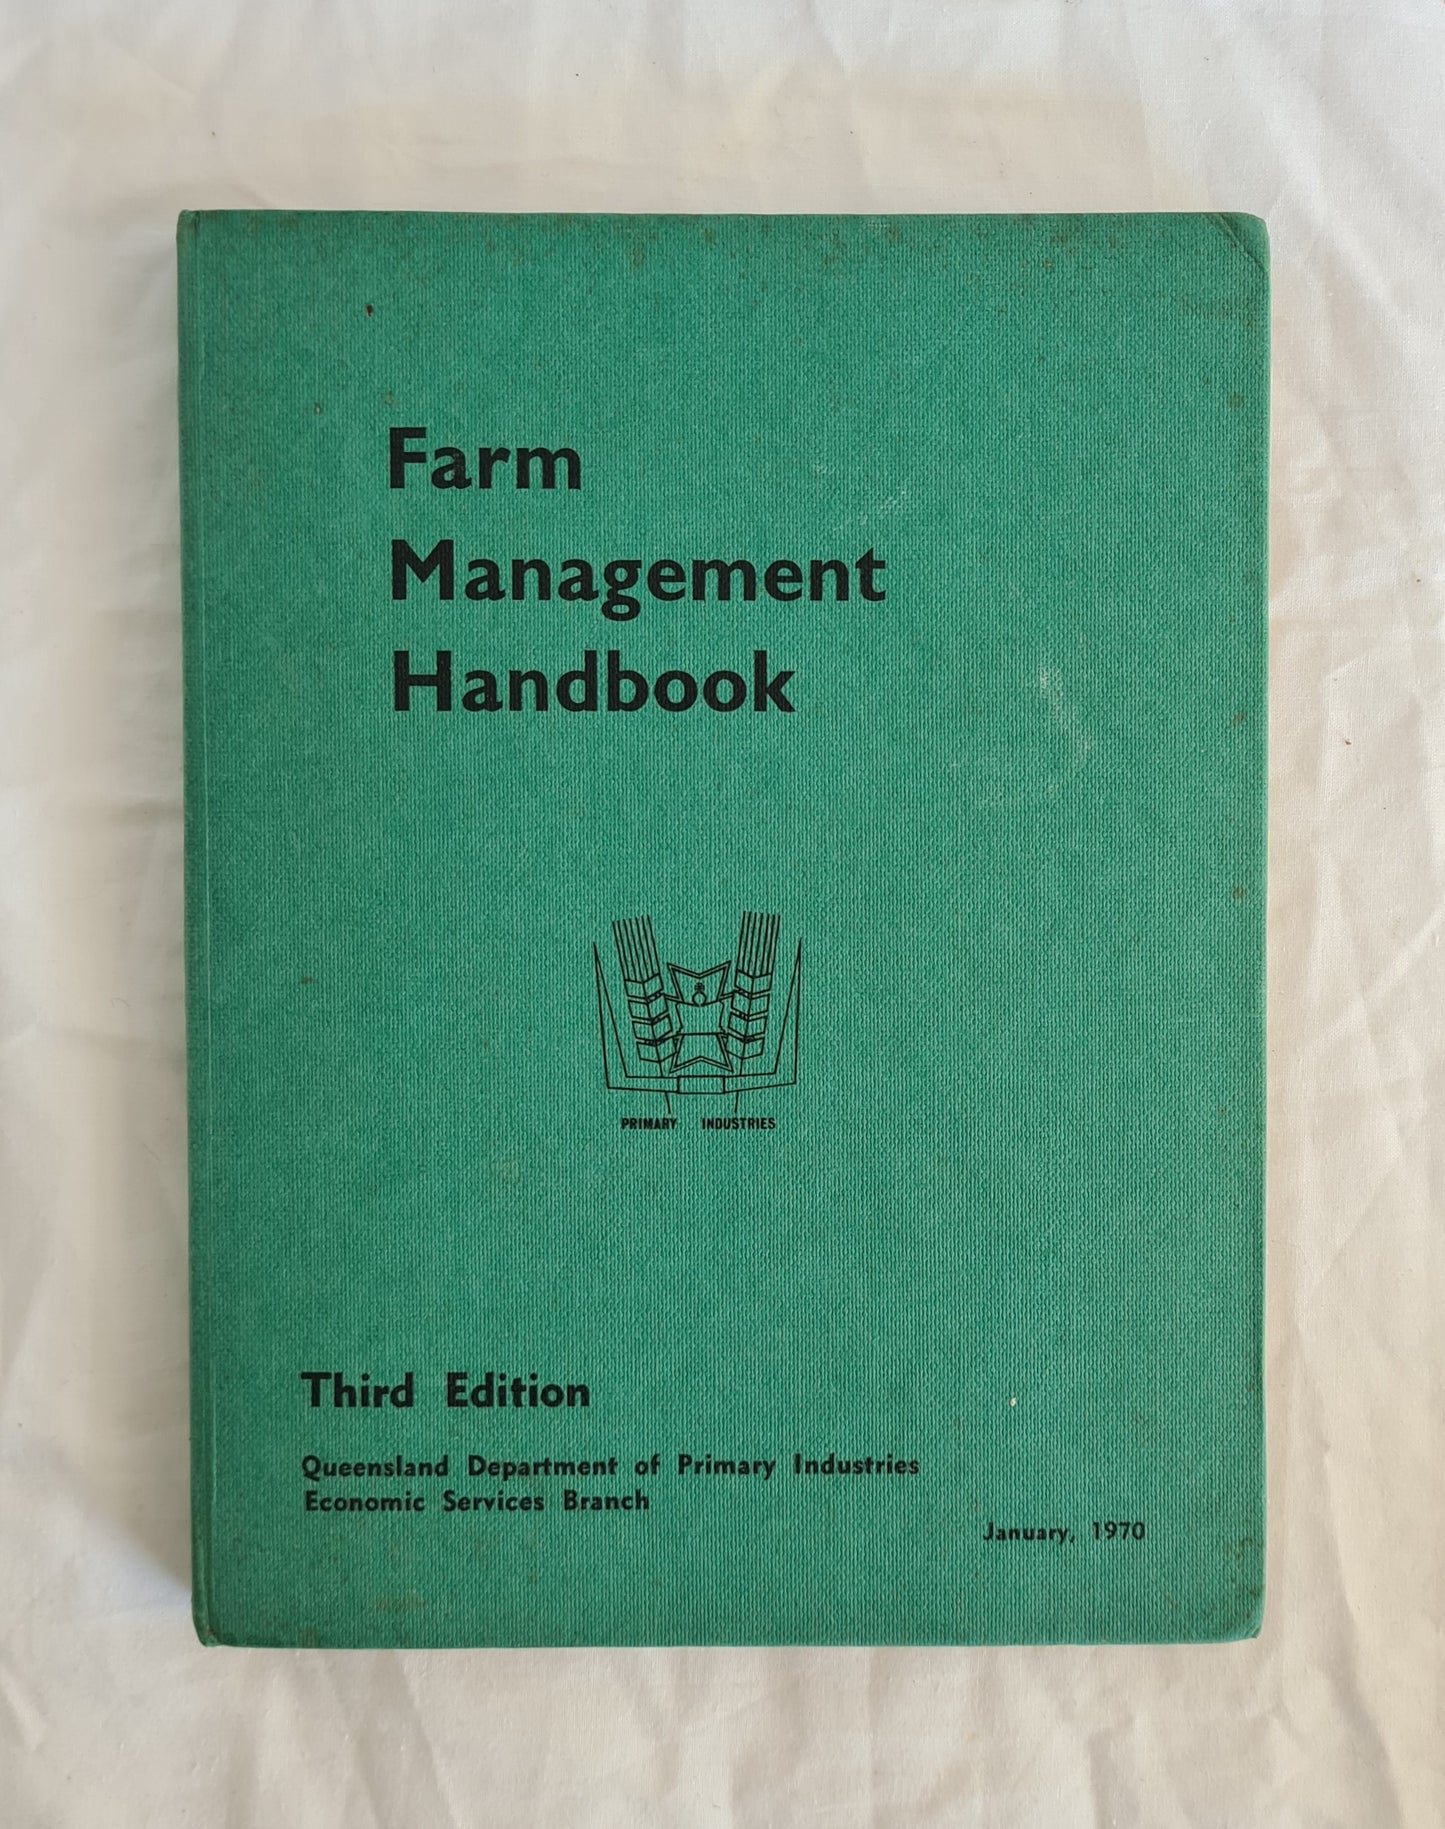 Farm
Management
Handbook
PRIMARY INDUSTRIES
Third Edition
Queensland Department of Primary Industries
Economic Services Branch
January, 1970